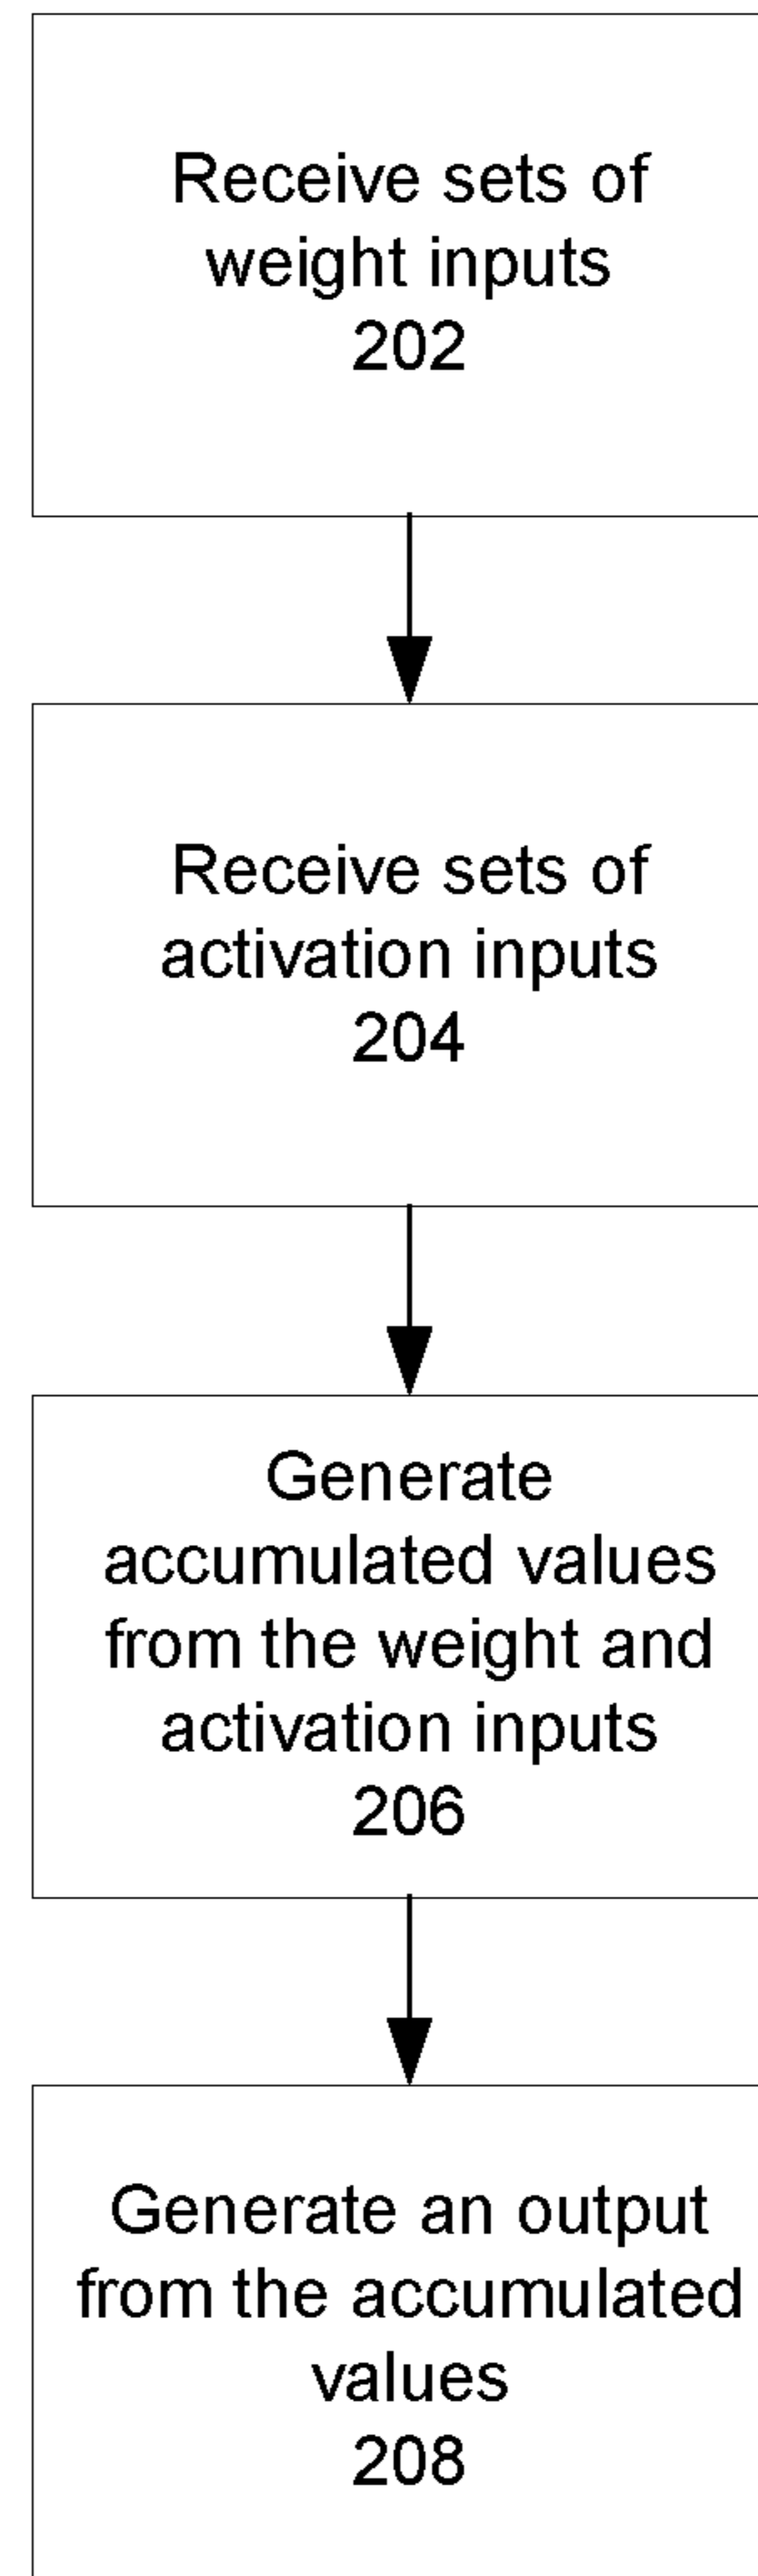 Receive sets of
weight inputs
202
Receive sets of
activation inputs
204
Generate
accumulated values
from the weight and
activation inputs
206
Generate an output
from the accumulated
values
208